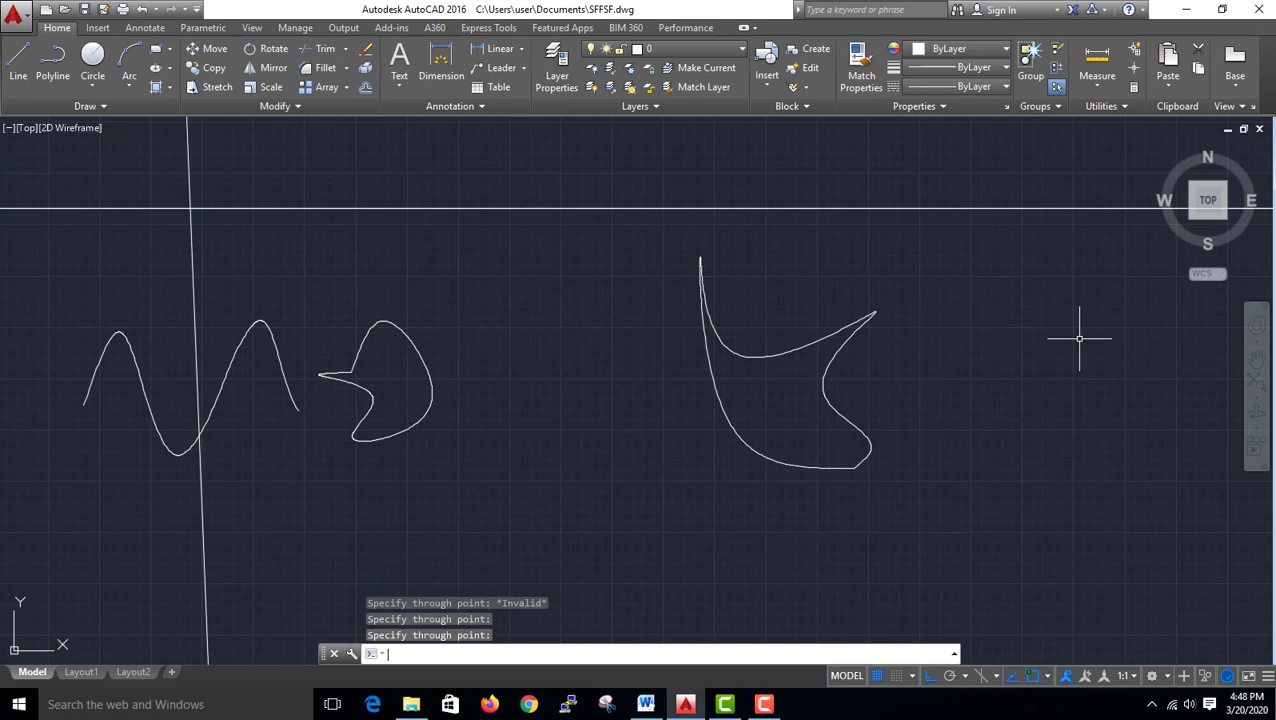 Autodesk AutoCAD 2016 C:\Users\user\Documents\SFFSF.dwg
Type a keyword or phrase
Sign In
Home Insert Annotate Parametric View Manage Output Add-ins A360 Express Tools Featured Apps BIM 360 Performance
Line Polyline Circle Arc
Move Rotate Trim
Copy Mirror Fillet
Stretch Scale Array
Text Dimension
Linear
Leader
Table
Layer Properties
0
Make Current
Match Layer
Insert
Create
Edit
Match Properties
ByLayer
ByLayer
ByLayer
Group
Measure
Paste
Base
Draw Modify Annotation Layers Block Properties Groups Utilities Clipboard View
[−][Top][2D Wireframe]
N
W TOP E
S
WCS
Y
X
Specify through point: *Invalid*
Specify through point:
Specify through point:
Model Layout1 Layout2 +
MODEL 1:1
Search the web and Windows
4:48 PM
3/20/2020